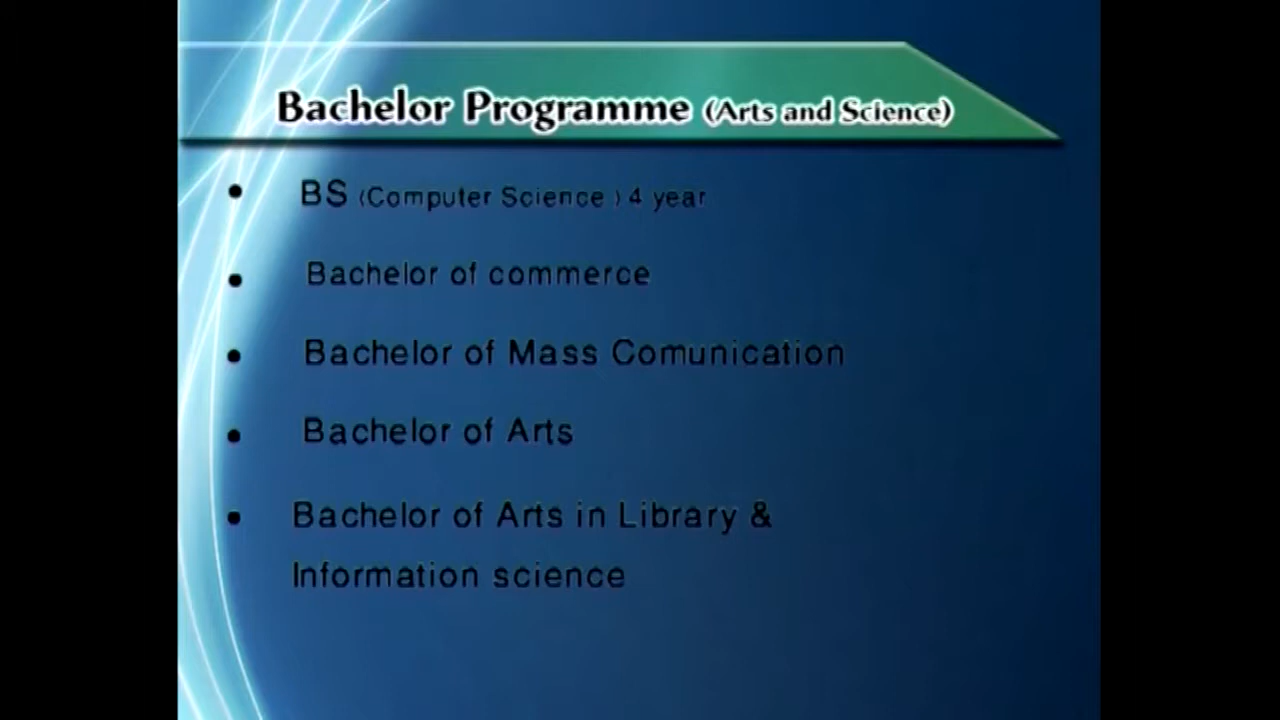 Bachelor Programme (Arts and Science)
• BS (Computer Science ) 4 year
• Bachelor of commerce
• Bachelor of Mass Comunication
• Bachelor of Arts
• Bachelor of Arts in Library &
Information science